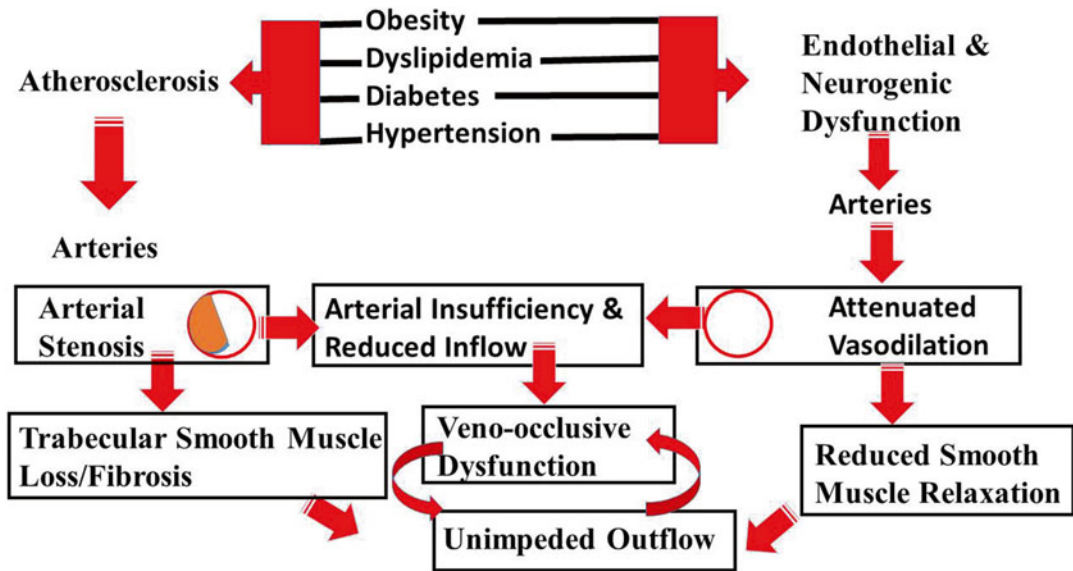 Obesity
Dyslipidemia
Diabetes
Hypertension
Atherosclerosis
Endothelial &
Neurogenic
Dysfunction
Arteries
Arteries
Arterial
Stenosis
Arterial Insufficiency &
Reduced Inflow
Attenuated
Vasodilation
Trabecular Smooth Muscle
Loss/Fibrosis
Veno-occlusive
Dysfunction
Reduced Smooth
Muscle Relaxation
Unimpeded Outflow